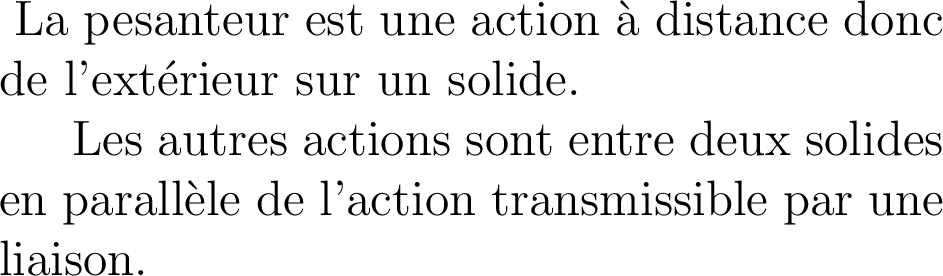 La pesanteur est une action à distance donc
de l'extérieur sur un solide.
Les autres actions sont entre deux solides
en parallèle de l'action transmissible par une
liaison.